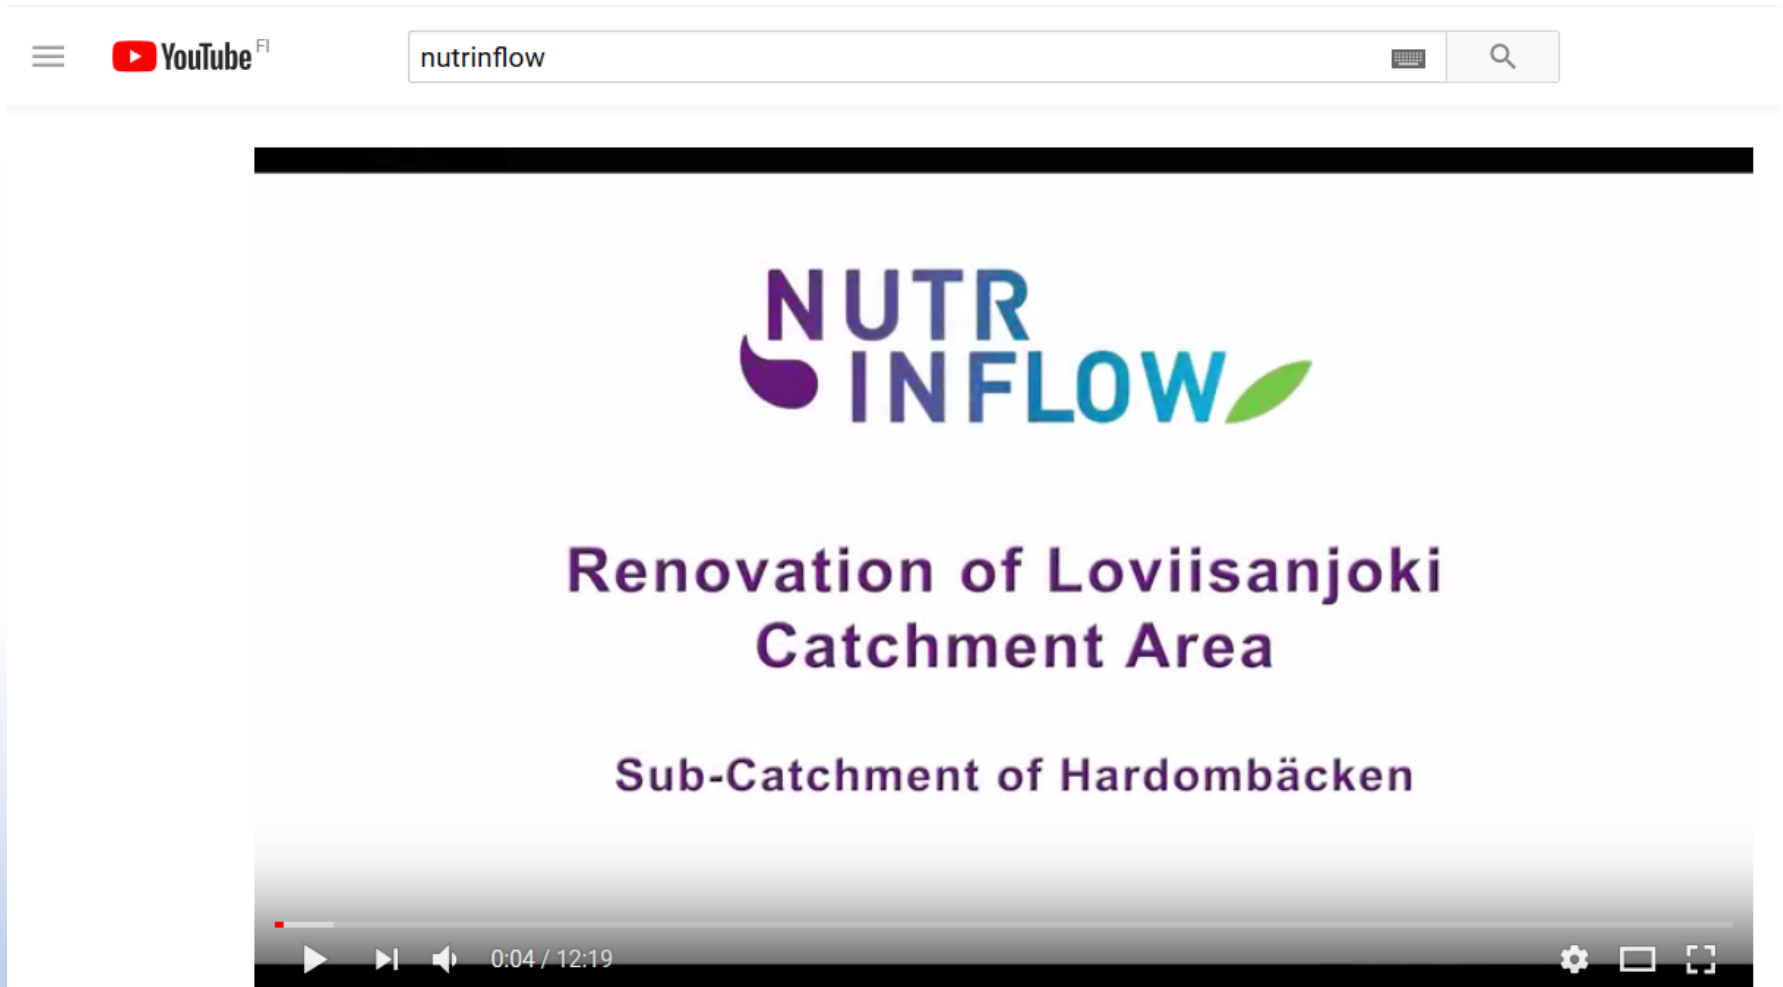 YouTube FI
nutrinflow
NUTR
INFLOW
Renovation of Loviisanjoki
Catchment Area
Sub-Catchment of Hardombäcken
0:04 / 12:19